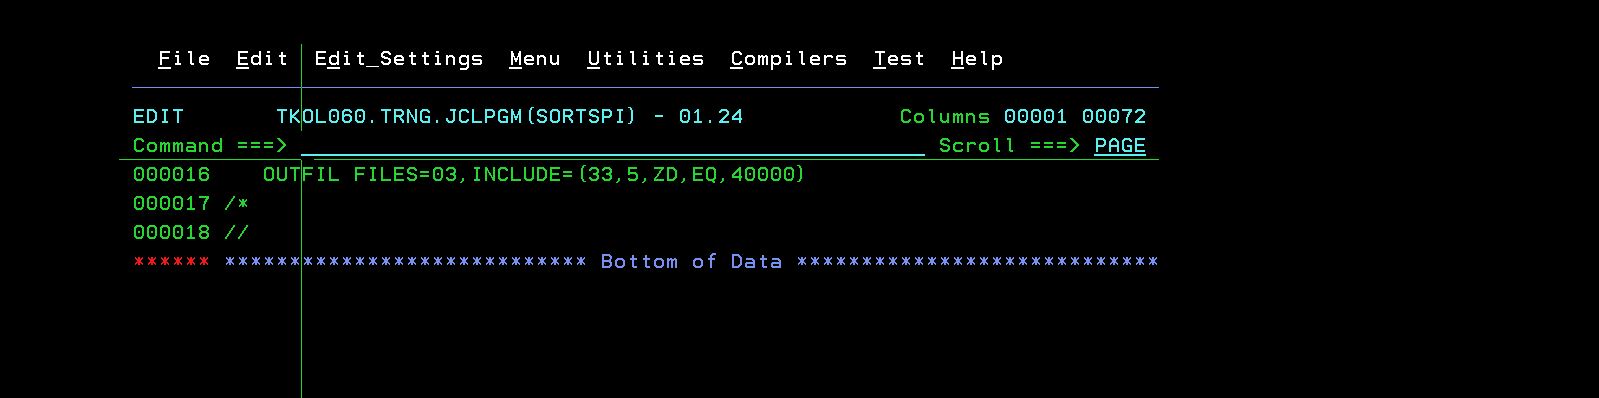 File  Edit  Edit_Settings  Menu  Utilities  Compilers  Test  Help
EDIT       TKOL060.TRNG.JCLPGM(SORTSPI) - 01.24            Columns 00001 00072
Command ===>                                                  Scroll ===> PAGE
000016    OUTFIL FILES=03,INCLUDE=(33,5,ZD,EQ,40000)
000017 /*
000018 //
****** **************************** Bottom of Data ****************************